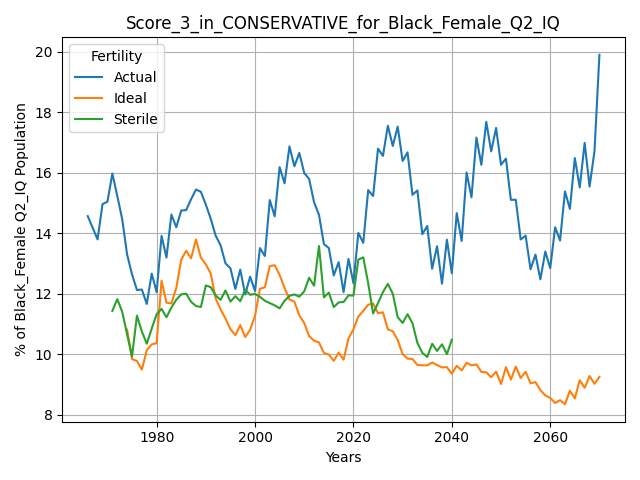 Score_3_in_CONSERVATIVE_for_Black_Female_Q2_IQ
Fertility
Actual
Ideal
Sterile
% of Black_Female Q2_IQ Population
20
18
16
14
12
10
8
1980
2000
2020
2040
2060
Years